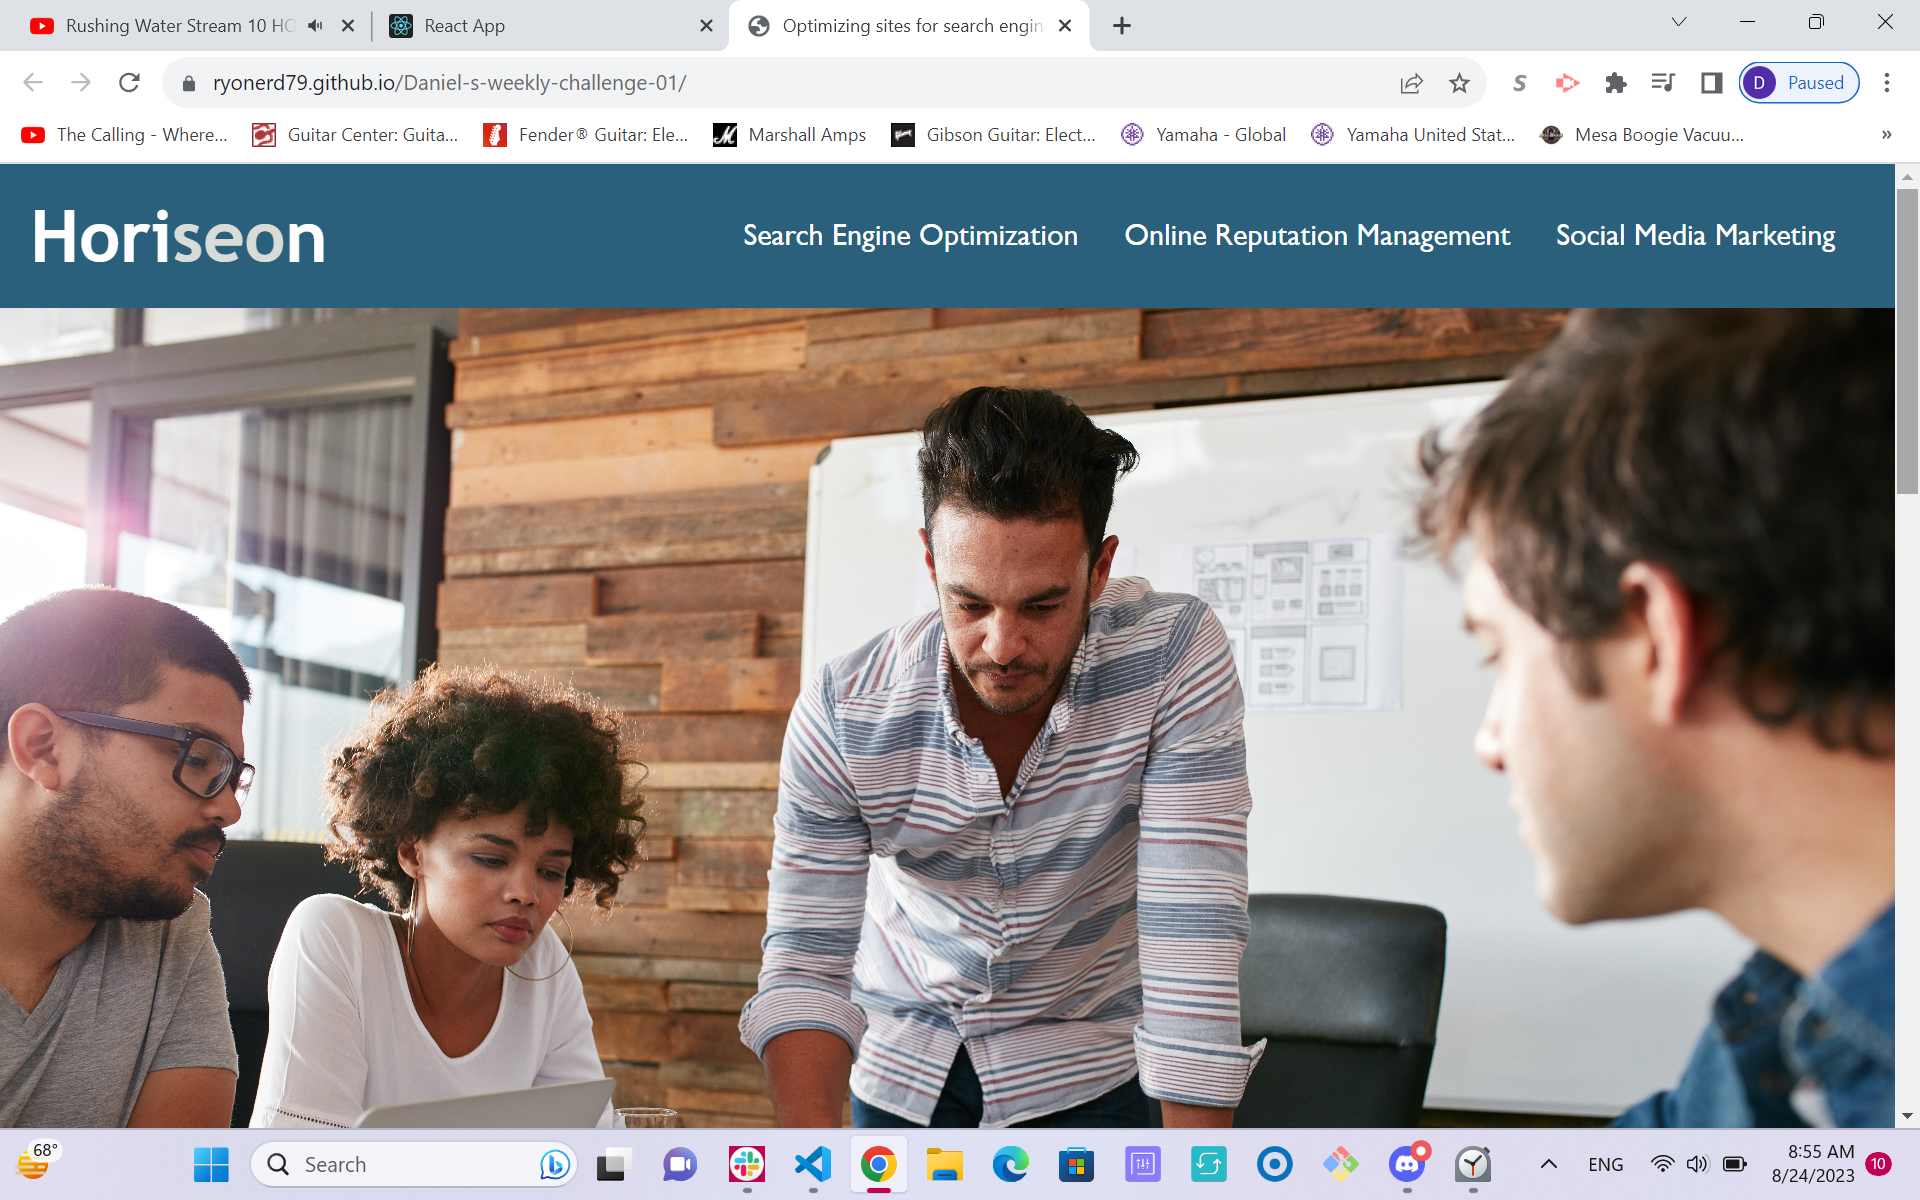 Rushing Water Stream 10 HO
React App
Optimizing sites for search engin
ryonerd79.github.io/Daniel-s-weekly-challenge-01/
D Paused
The Calling - Where...
Guitar Center: Guita...
Fender® Guitar: Ele...
Marshall Amps
Gibson Guitar: Elect...
Yamaha - Global
Yamaha United Stat...
Mesa Boogie Vacuu...
»
Horiseon
Search Engine Optimization
Online Reputation Management
Social Media Marketing
68°
Search
ENG
8:55 AM
8/24/2023
10